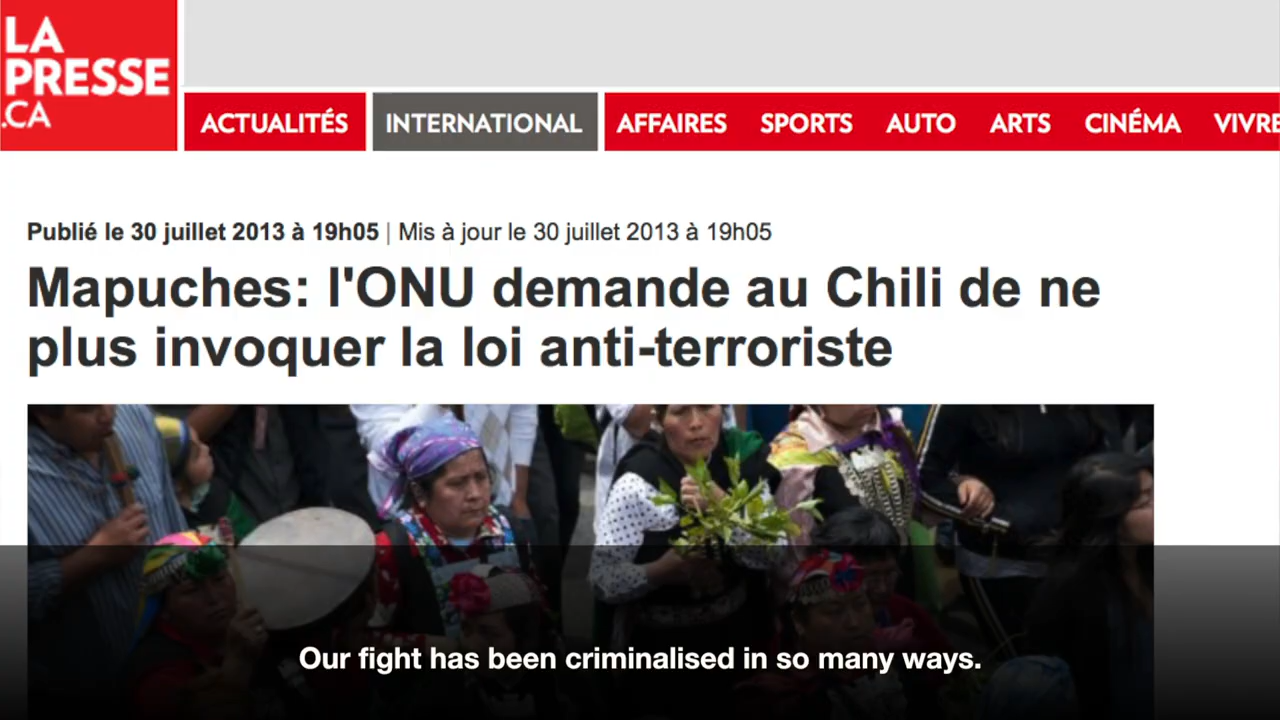 LA
PRESSE
.CA
ACTUALITÉS INTERNATIONAL AFFAIRES SPORTS AUTO ARTS CINÉMA VIVRE
Publié le 30 juillet 2013 à 19h05 | Mis à jour le 30 juillet 2013 à 19h05
Mapuches: l'ONU demande au Chili de ne
plus invoquer la loi anti-terroriste
Our fight has been criminalised in so many ways.